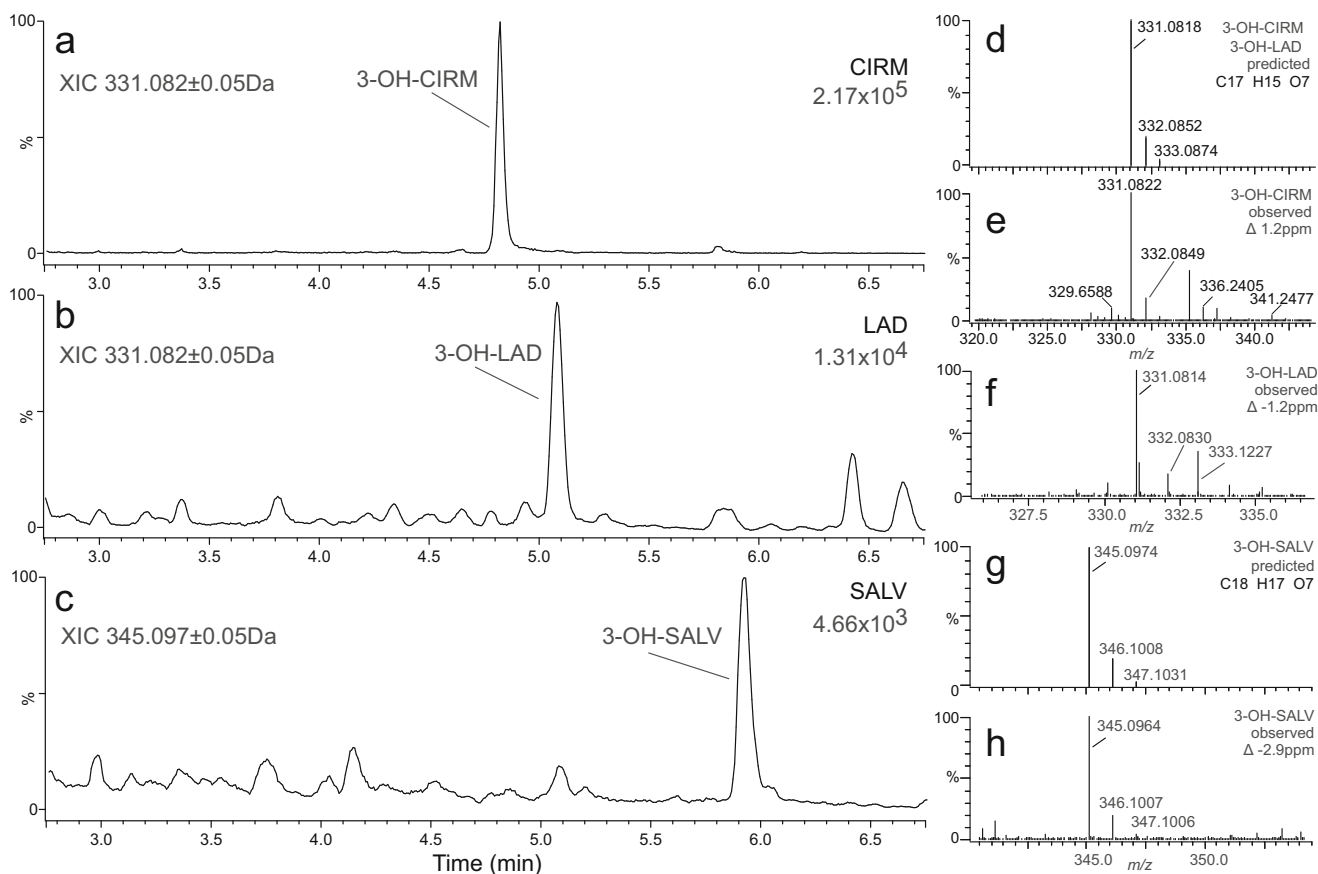 a
XIC 331.082±0.05Da
3-OH-CIRM
CIRM
2.17x10⁵
100
%
0
3.0 3.5 4.0 4.5 5.0 5.5 6.0 6.5
b
XIC 331.082±0.05Da
3-OH-LAD
LAD
1.31x10⁴
100
%
0
3.0 3.5 4.0 4.5 5.0 5.5 6.0 6.5
c
XIC 345.097±0.05Da
3-OH-SALV
SALV
4.66x10³
100
%
0
3.0 3.5 4.0 4.5 5.0 5.5 6.0 6.5
Time (min)
d
100
%
0
331.0818
332.0852
333.0874
3-OH-CIRM
3-OH-LAD
predicted
C17 H15 O7
e
100
%
0
331.0822
332.0849
329.6588
336.2405
341.2477
3-OH-CIRM
observed
Δ 1.2ppm
320.0 325.0 330.0 335.0 340.0
m/z
f
100
%
0
331.0814
332.0830
333.1227
3-OH-LAD
observed
Δ -1.2ppm
327.5 330.0 332.5 335.0
m/z
g
100
%
0
345.0974
346.1008
347.1031
3-OH-SALV
predicted
C18 H17 O7
h
100
%
0
345.0964
346.1007
347.1006
3-OH-SALV
observed
Δ -2.9ppm
345.0 350.0
m/z